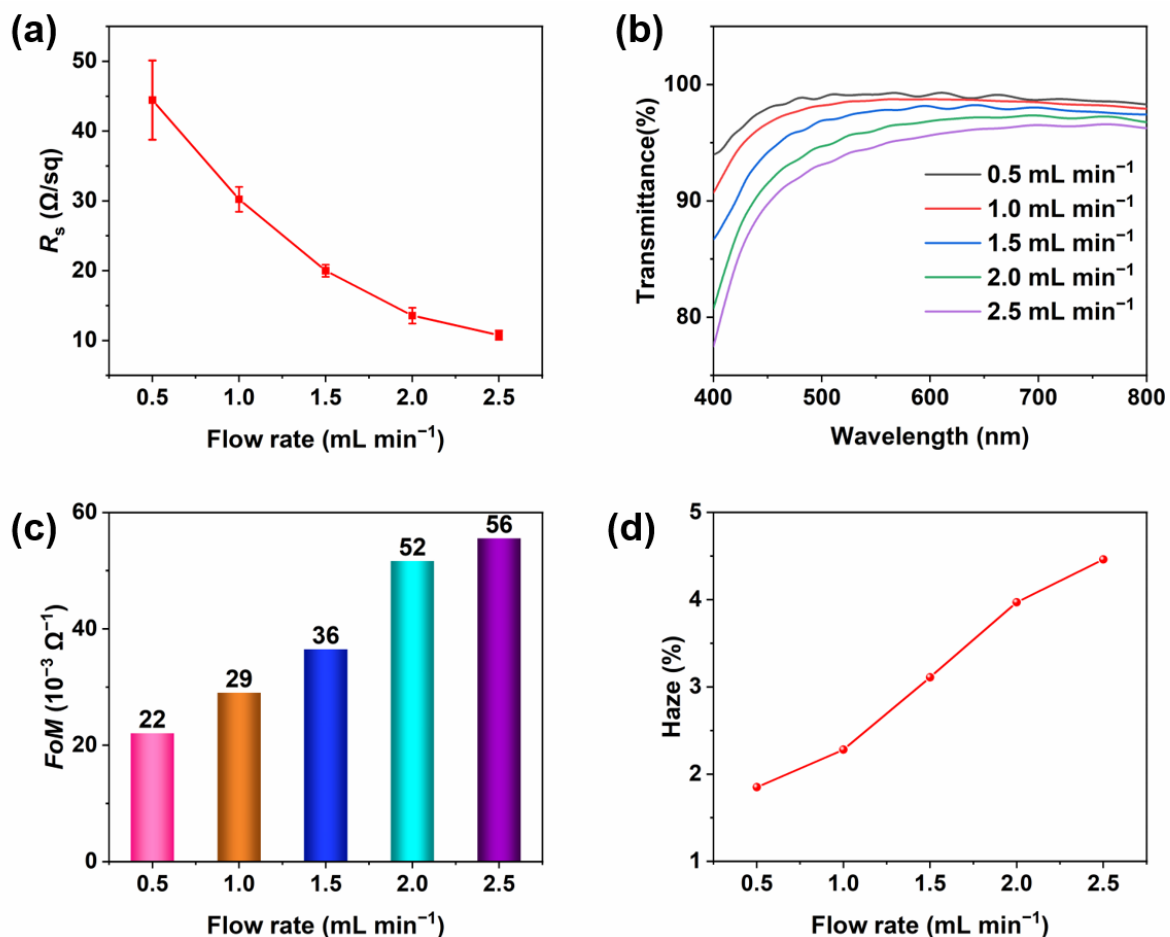 (a)
50
40
30
20
10
R_s (Ω/sq)
0.5 1.0 1.5 2.0 2.5
Flow rate (mL min⁻¹)
(b)
100
90
80
Transmittance(%)
0.5 mL min⁻¹
1.0 mL min⁻¹
1.5 mL min⁻¹
2.0 mL min⁻¹
2.5 mL min⁻¹
400 500 600 700 800
Wavelength (nm)
(c)
60
40
20
0
FoM (10⁻³ Ω⁻¹)
22
29
36
52
56
0.5 1.0 1.5 2.0 2.5
Flow rate (mL min⁻¹)
(d)
5
4
3
2
1
Haze (%)
0.5 1.0 1.5 2.0 2.5
Flow rate (mL min⁻¹)